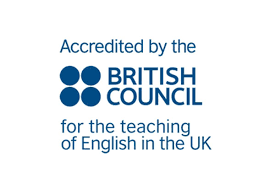 Accredited by the
BRITISH
COUNCIL
for the teaching
of English in the UK